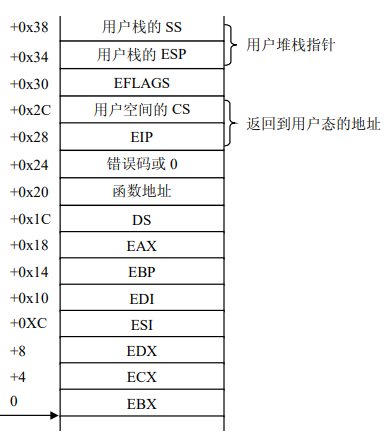 +0x38 用户栈的 SS
用户堆栈指针
+0x34 用户栈的 ESP
+0x30 EFLAGS
+0x2C 用户空间的 CS
返回到用户态的地址
+0x28 EIP
+0x24 错误码或 0
+0x20 函数地址
+0x1C DS
+0x18 EAX
+0x14 EBP
+0x10 EDI
+0XC ESI
+8 EDX
+4 ECX
0 EBX